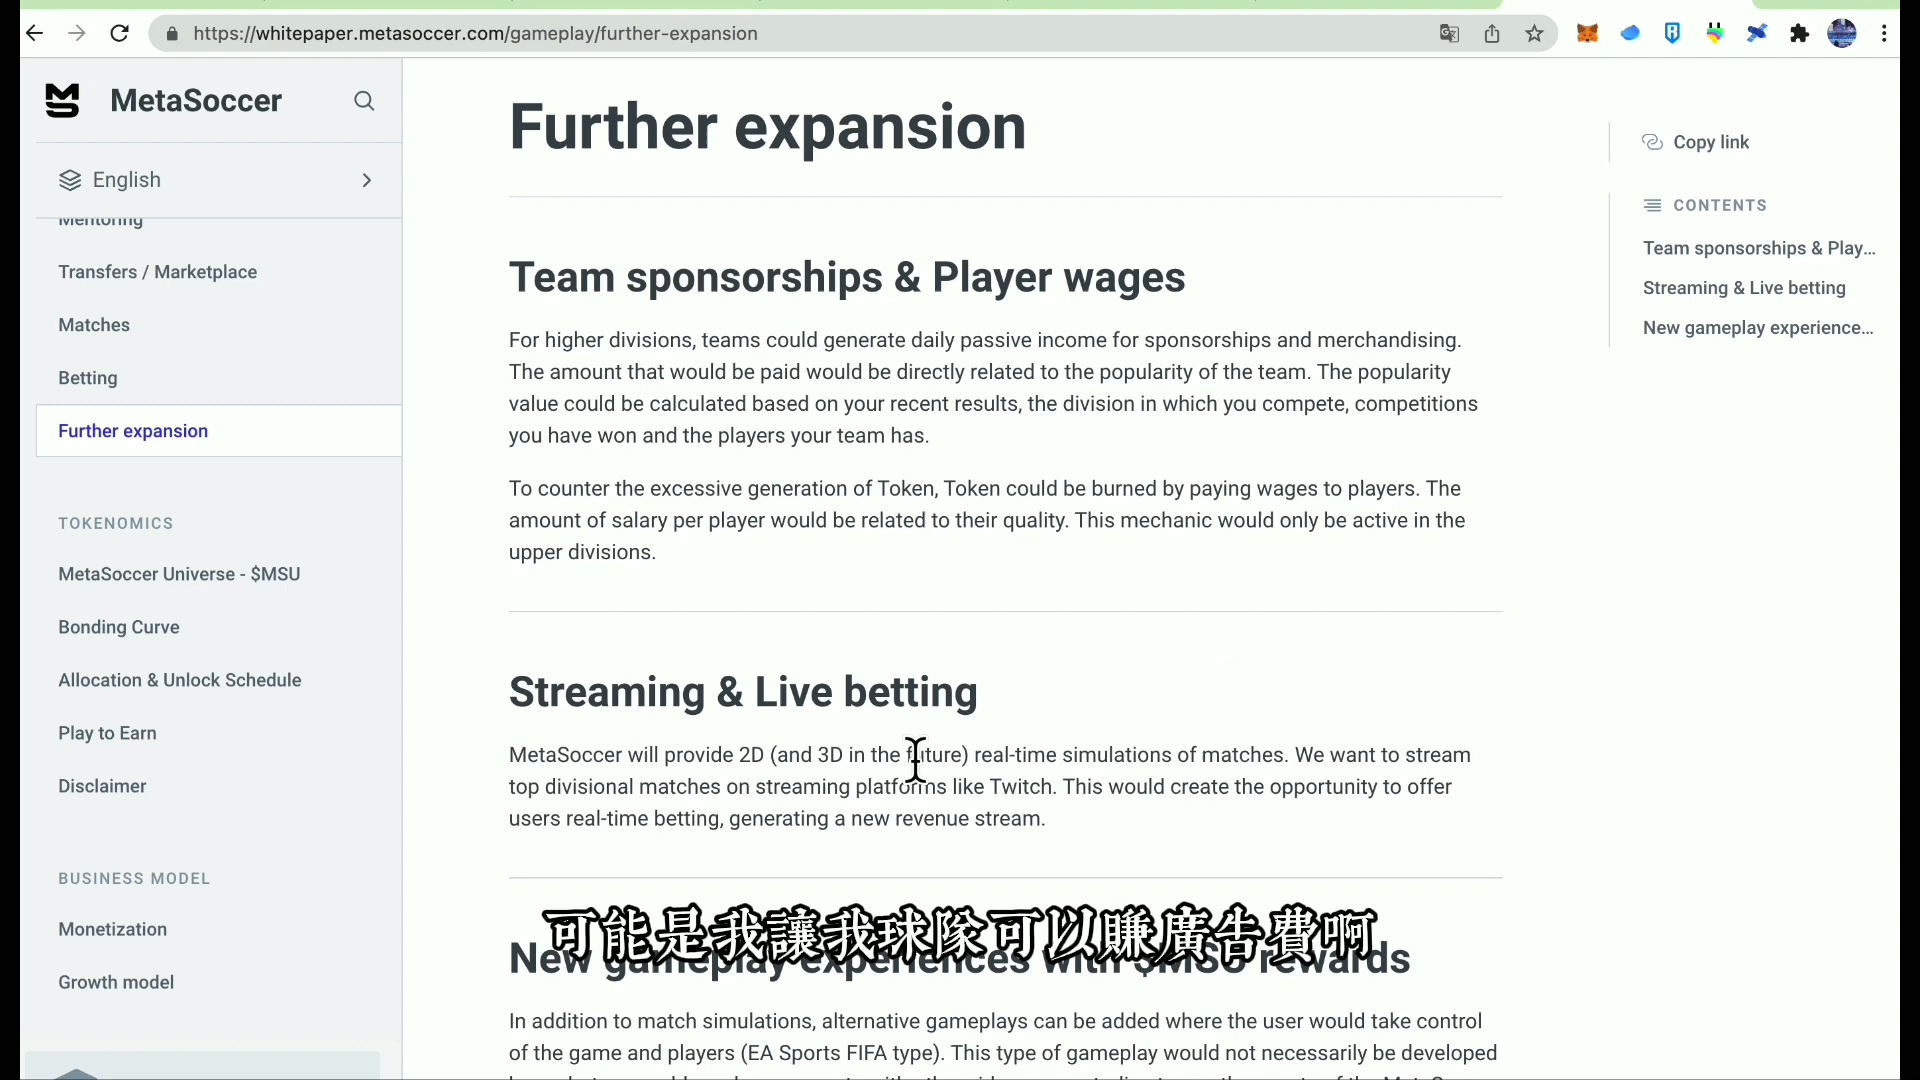 https://whitepaper.metasoccer.com/gameplay/further-expansion
MetaSoccer
English
Mentoring
Transfers / Marketplace
Matches
Betting
Further expansion
TOKENOMICS
MetaSoccer Universe - $MSU
Bonding Curve
Allocation & Unlock Schedule
Play to Earn
Disclaimer
BUSINESS MODEL
Monetization
Growth model
Further expansion
Team sponsorships & Player wages
For higher divisions, teams could generate daily passive income for sponsorships and merchandising.
The amount that would be paid would be directly related to the popularity of the team. The popularity
value could be calculated based on your recent results, the division in which you compete, competitions
you have won and the players your team has.
To counter the excessive generation of Token, Token could be burned by paying wages to players. The
amount of salary per player would be related to their quality. This mechanic would only be active in the
upper divisions.
Streaming & Live betting
MetaSoccer will provide 2D (and 3D in the future) real-time simulations of matches. We want to stream
top divisional matches on streaming platforms like Twitch. This would create the opportunity to offer
users real-time betting, generating a new revenue stream.
可能是我讓我球隊可以賺廣告費啊
New gameplay experiences with $MSU rewards
In addition to match simulations, alternative gameplays can be added where the user would take control
of the game and players (EA Sports FIFA type). This type of gameplay would not necessarily be developed
Copy link
CONTENTS
Team sponsorships & Play...
Streaming & Live betting
New gameplay experience...